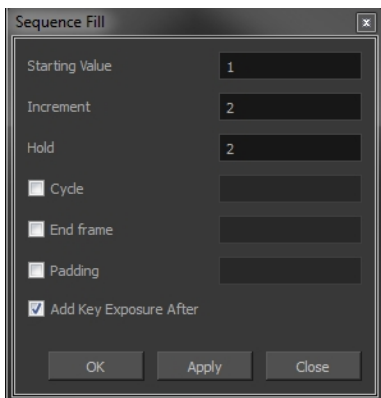 Sequence Fill
Starting Value 1
Increment 2
Hold 2
Cycle
End frame
Padding
Add Key Exposure After
OK Apply Close